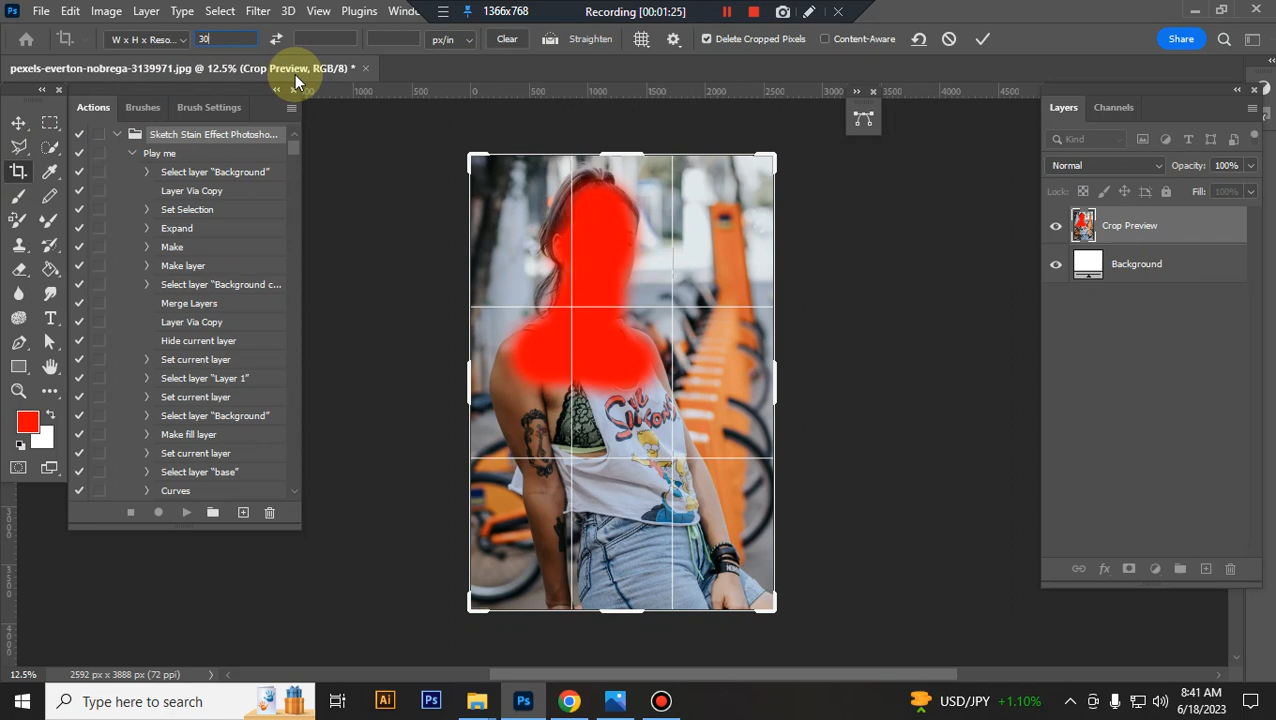 Ps File Edit Image Layer Type Select Filter 3D View Plugins Windo
1366x768 Recording [00:01:25]
W x H x Reso... 30 px/in Clear Straighten Delete Cropped Pixels Content-Aware Share
pexels-everton-nobrega-3139971.jpg @ 12.5% (Crop Preview, RGB/8) *
0 500 1000 1500 2000 2500 3000 4000 4500
Actions Brushes Brush Settings
Sketch Stain Effect Photosho...
Play me
Select layer "Background"
Layer Via Copy
Set Selection
Expand
Make
Make layer
Select layer "Background c...
Merge Layers
Layer Via Copy
Hide current layer
Set current layer
Select layer "Layer 1"
Set current layer
Select layer "Background"
Make fill layer
Set current layer
Select layer "base"
Curves
Layers Channels
Kind
Normal Opacity: 100%
Lock: Fill: 100%
Crop Preview
Background
3000
3500
400
12.5% 2592 px x 3888 px (72 ppi)
Type here to search Ai Ps Ps USD/JPY +1.10% 8:41 AM
6/18/2023